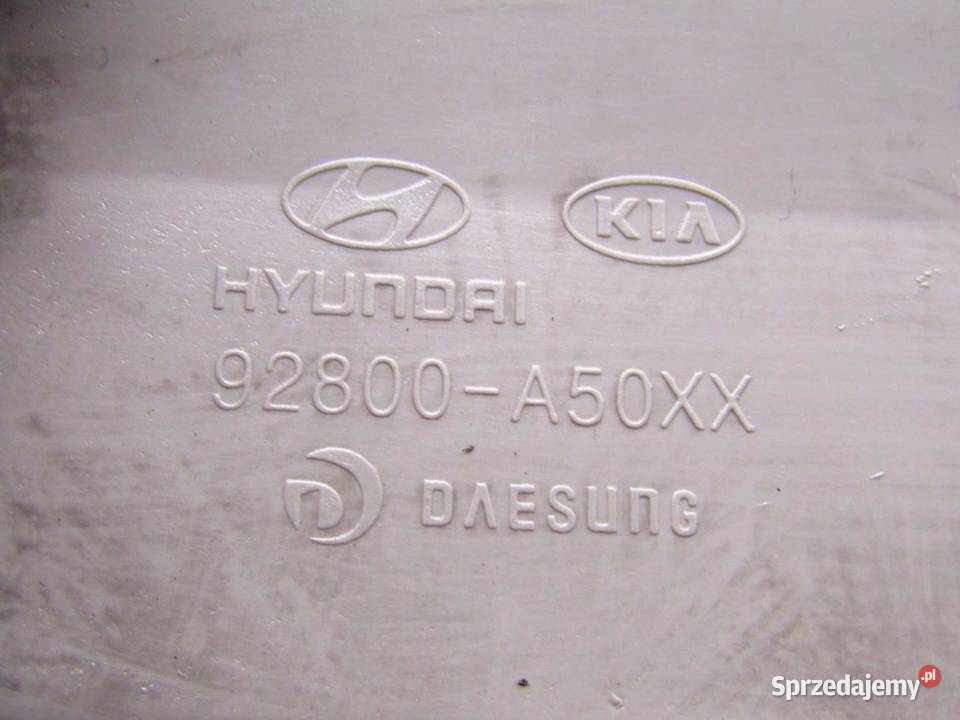 KIA
HYUNDAI
92800-A50XX
DAESUNG
Sprzedajemy.pl